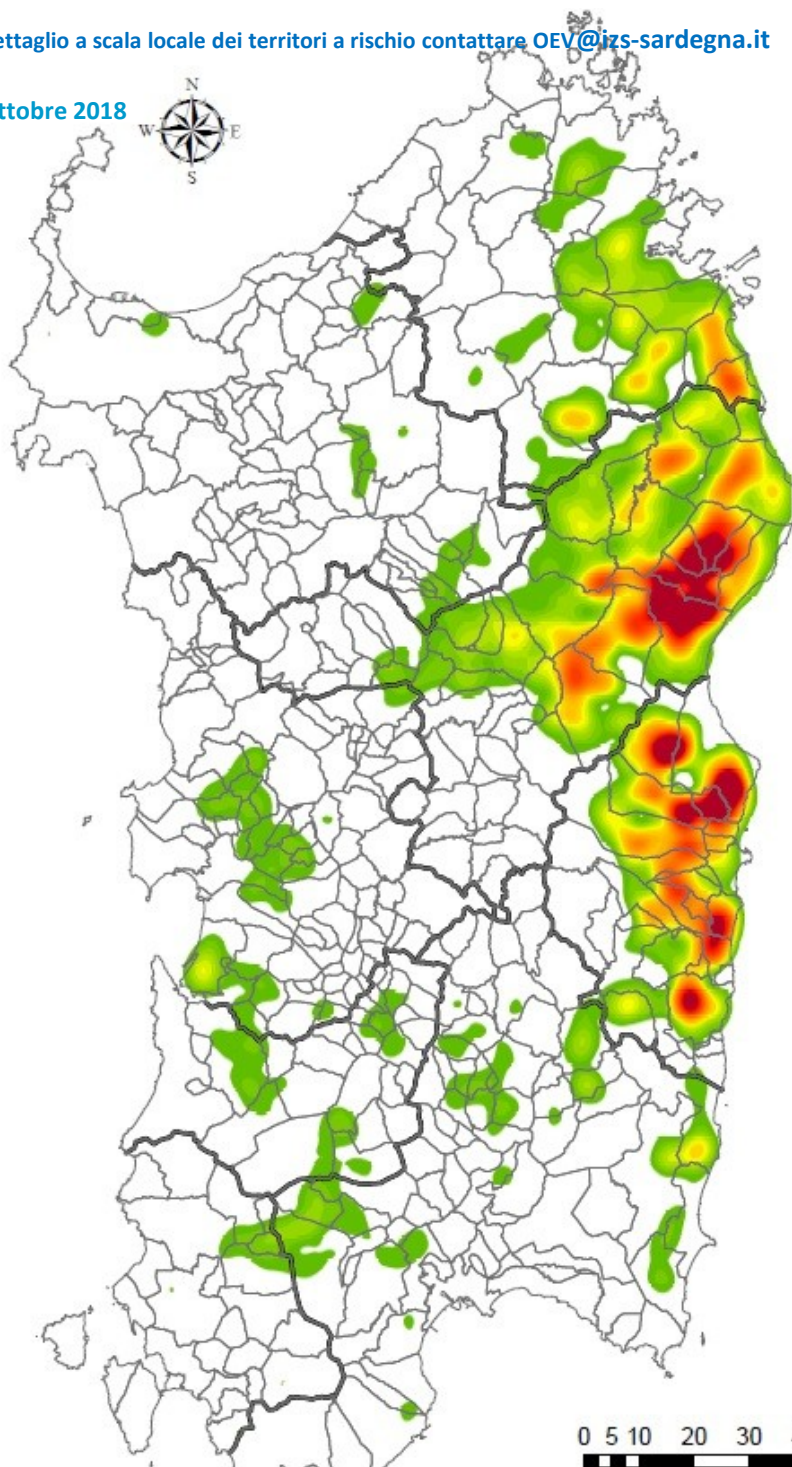 ettaglio a scala locale dei territori a rischio contattare OEV@izs-sardegna.it
ttobre 2018
N
W E
S
0 5 10 20 30